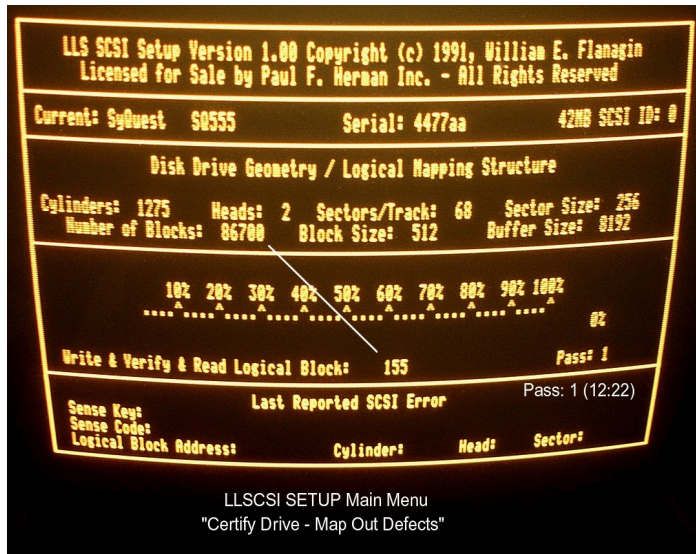 LLS SCSI Setup Version 1.00 Copyright (c) 1991, William E. Flanagin
Licensed for Sale by Paul F. Herman Inc. - All Rights Reserved
Current: SyQuest SQ555 Serial: 4477aa 42MB SCSI ID: 0
Disk Drive Geometry / Logical Mapping Structure
Cylinders: 1275 Heads: 2 Sectors/Track: 68 Sector Size: 256
Number of Blocks: 86700 Block Size: 512 Buffer Size: 8192
10% 20% 30% 40% 50% 60% 70% 80% 90% 100%
0%
Write & Verify & Read Logical Block: 155 Pass: 1
Pass: 1 (12:22)
Last Reported SCSI Error
Sense Key:
Sense Code:
Logical Block Address: Cylinder: Head: Sector:
LLSCSI SETUP Main Menu
"Certify Drive - Map Out Defects"